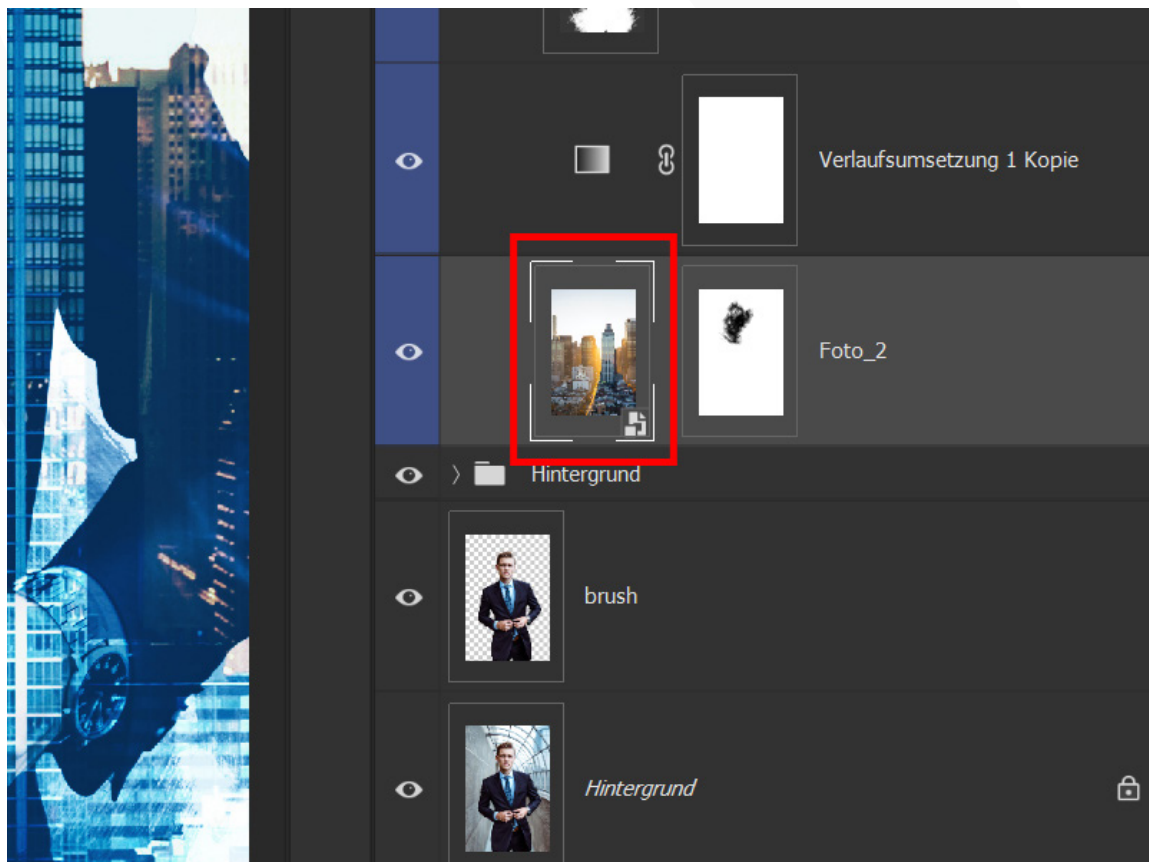 Verlaufsumsetzung 1 Kopie
Foto_2
Hintergrund
brush
Hintergrund